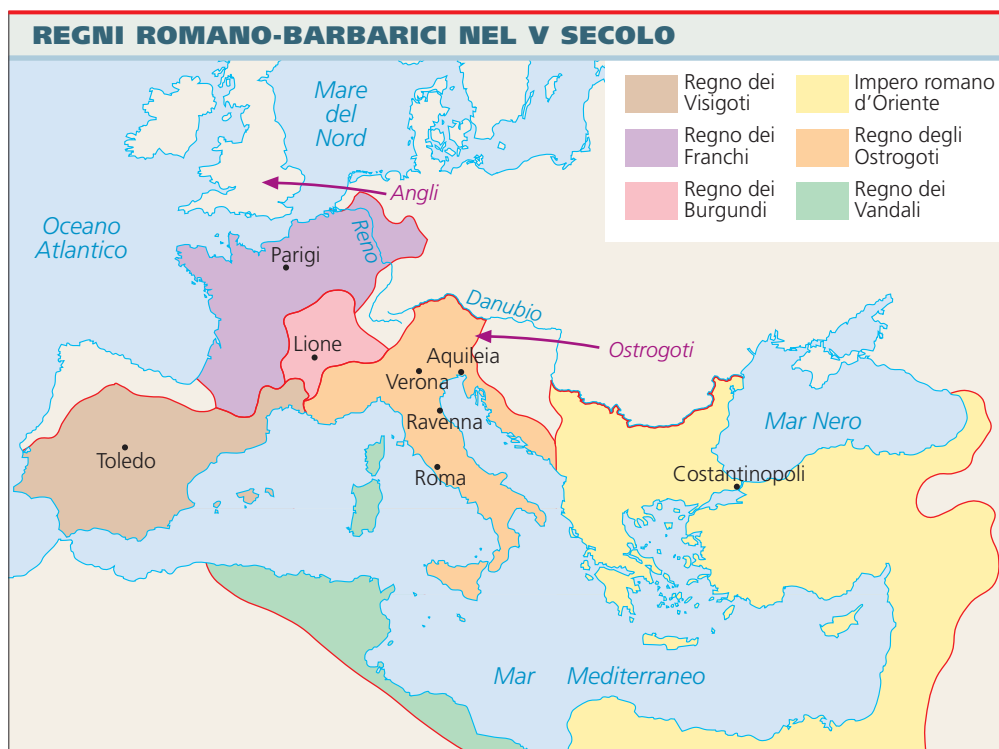 REGNI ROMANO-BARBARICI NEL V SECOLO
Regno dei
Visigoti
Impero romano
d'Oriente
Regno dei
Franchi
Regno degli
Ostrogoti
Regno dei
Burgundi
Regno dei
Vandali
Mare
del
Nord
Angli
Oceano
Atlantico
Reno
Parigi
Danubio
Lione
Ostrogoti
Aquileia
Verona
Ravenna
Mar Nero
Toledo
Roma
Costantinopoli
Mar Mediterraneo